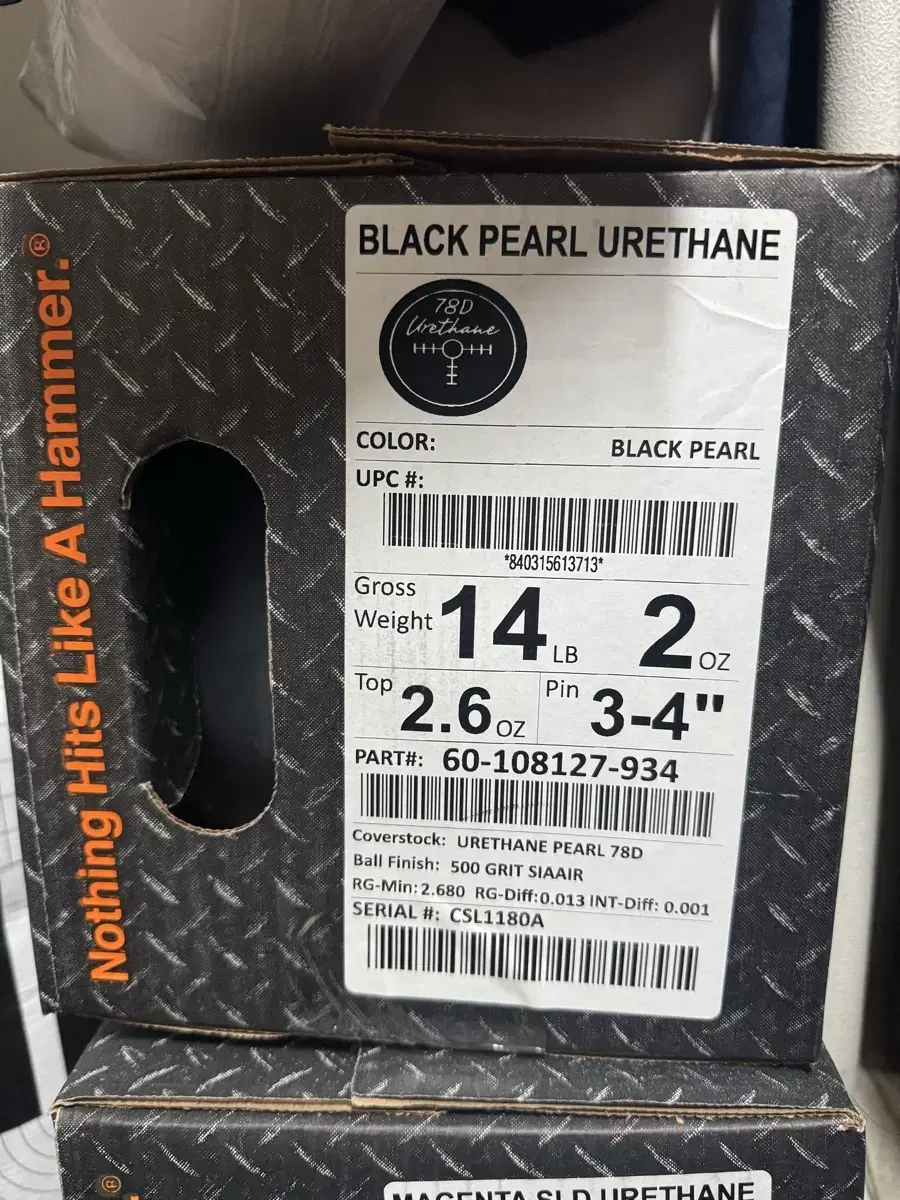 Nothing Hits Like A Hammer.®
BLACK PEARL URETHANE
78D
Urethane
COLOR: BLACK PEARL
UPC #:
*840315613713*
Gross Weight 14 LB 2 OZ
Top 2.6 OZ Pin 3-4"
PART#: 60-108127-934
Coverstock: URETHANE PEARL 78D
Ball Finish: 500 GRIT SIAAIR
RG-Min: 2.680 RG-Diff: 0.013 INT-Diff: 0.001
SERIAL #: CSL1180A
®
MAGENTA SLD URETHANE